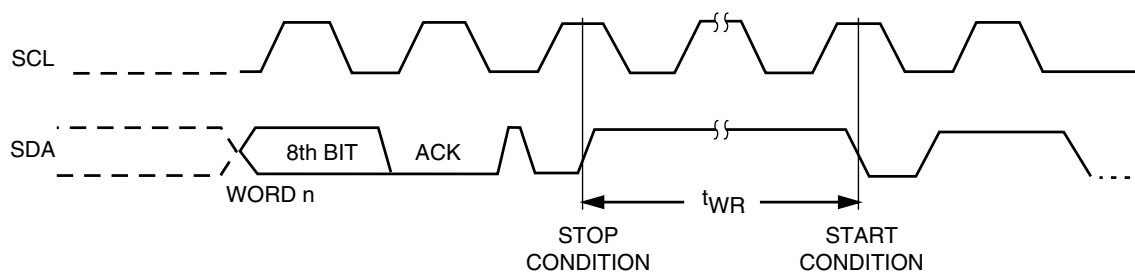 SCL
SDA
8th BIT
ACK
WORD n
tWR
STOP
CONDITION
START
CONDITION